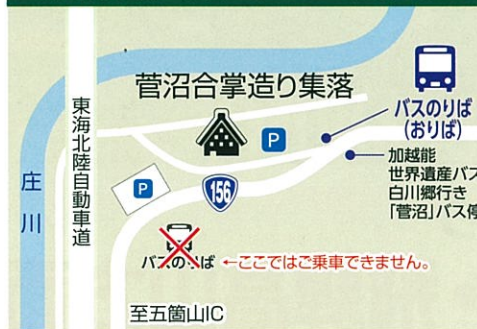 菅沼合掌造り集落
バスのりば
(おりば)
P
加越能
世界遺産バス
白川郷行き
「菅沼」バス停
東海北陸自動車道
庄川
P
156
バスのりば ←ここではご乗車できません。
至五箇山IC